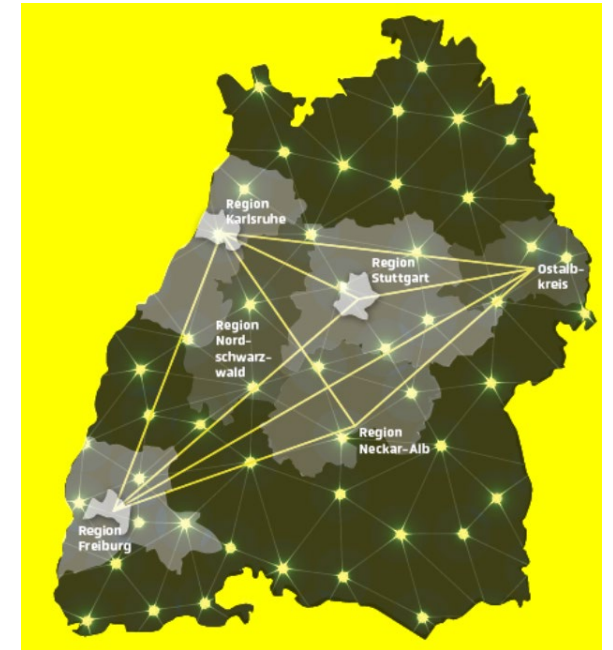 Region
Karlsruhe
Region
Stuttgart
Ostalb-
kreis
Region
Nord-
schwarz-
wald
Region
Neckar-Alb
Region
Freiburg